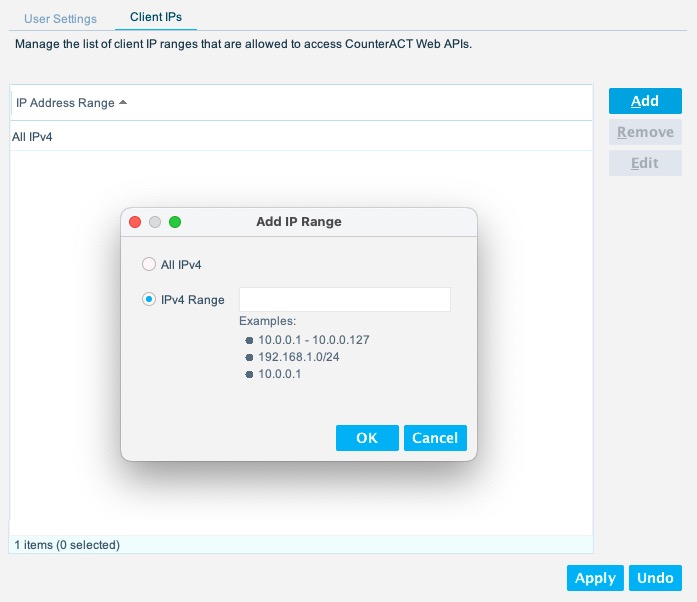 User Settings
Client IPs
Manage the list of client IP ranges that are allowed to access CounterACT Web APIs.
IP Address Range
Add
All IPv4
Remove
Edit
Add IP Range
All IPv4
IPv4 Range
Examples:
10.0.0.1 - 10.0.0.127
192.168.1.0/24
10.0.0.1
OK
Cancel
1 items (0 selected)
Apply
Undo